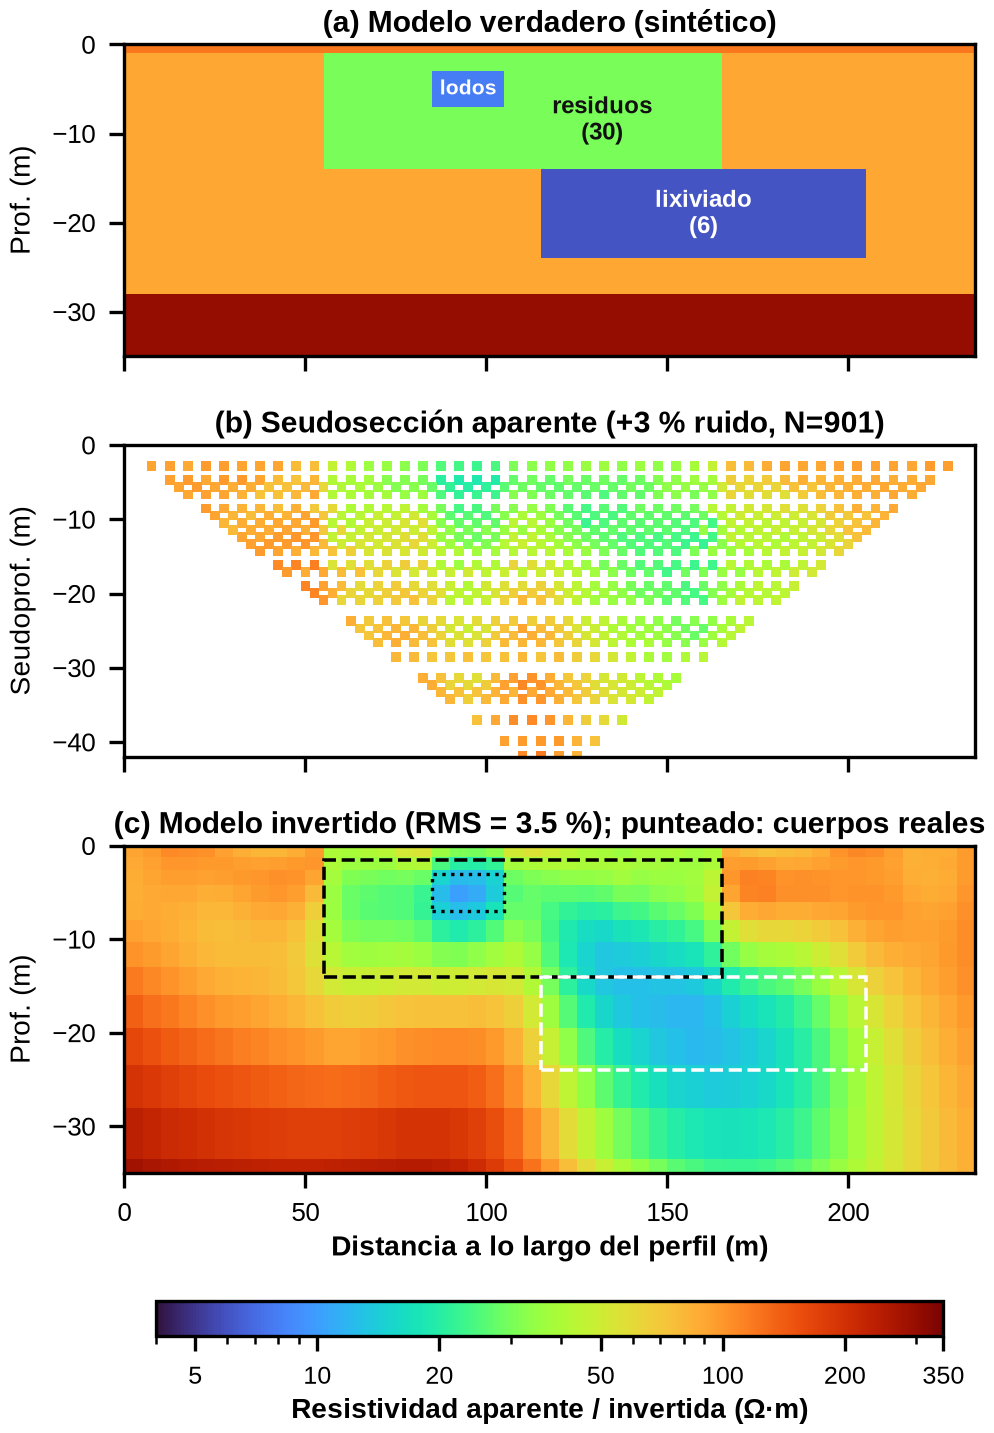 (a) Modelo verdadero (sintético)
0
−10
−20
−30
Prof. (m)
lodos
residuos
(30)
lixiviado
(6)
(b) Seudosección aparente (+3 % ruido, N=901)
0
−10
−20
−30
−40
Seudoprof. (m)
(c) Modelo invertido (RMS = 3.5 %); punteado: cuerpos reales
0
−10
−20
−30
Prof. (m)
0 50 100 150 200
Distancia a lo largo del perfil (m)
5 10 20 50 100 200 350
Resistividad aparente / invertida (Ω·m)